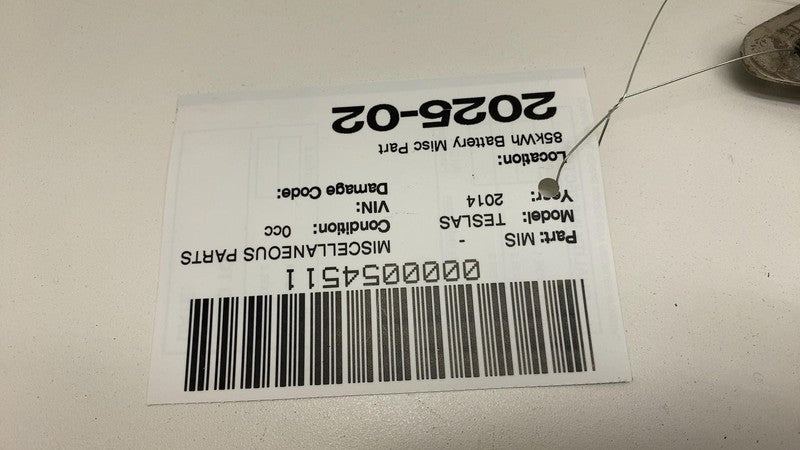 0000054511
Part: MIS - MISCELLANEOUS PARTS
Model: TESLAS Condition: 0cc
Year: 2014 VIN:
Damage Code:
Location:
85kWh Battery Misc Part
2025-02